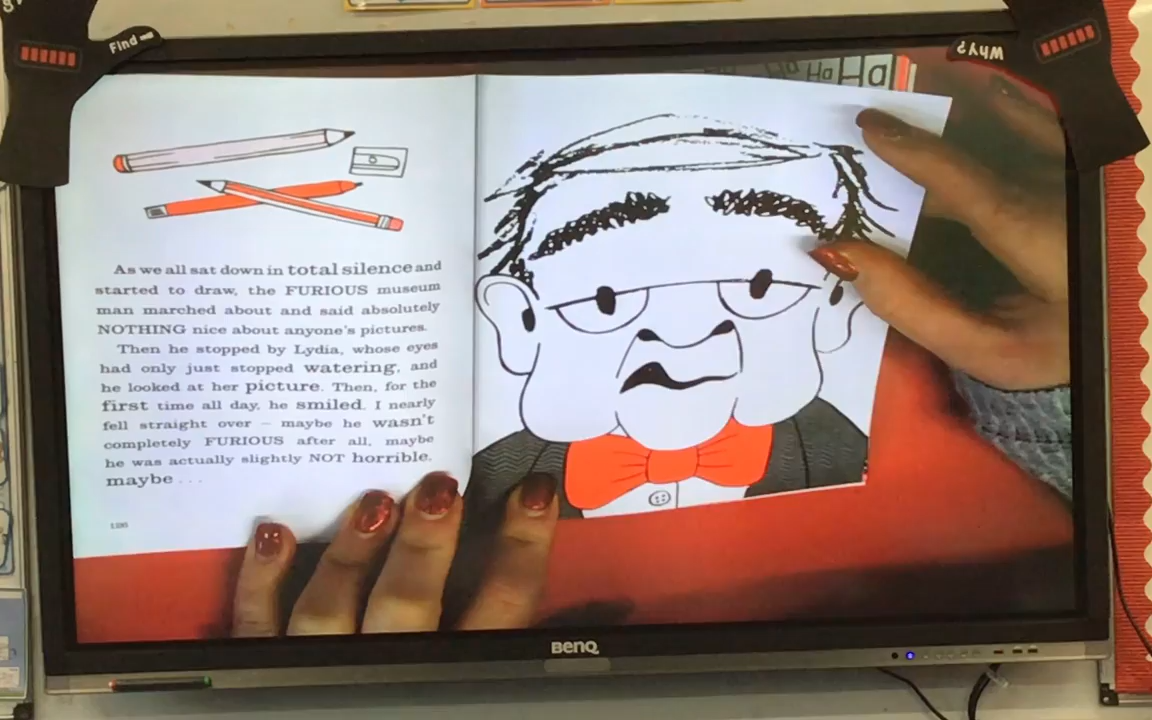 Find
Why?
Ha Ha Ha
As we all sat down in total silence and
started to draw, the FURIOUS museum
man marched about and said absolutely
NOTHING nice about anyone's pictures.
Then he stopped by Lydia, whose eyes
had only just stopped watering, and
he looked at her picture. Then, for the
first time all day, he smiled. I nearly
fell straight over – maybe he wasn't
completely FURIOUS after all, maybe
he was actually slightly NOT horrible,
maybe ...
BenQ